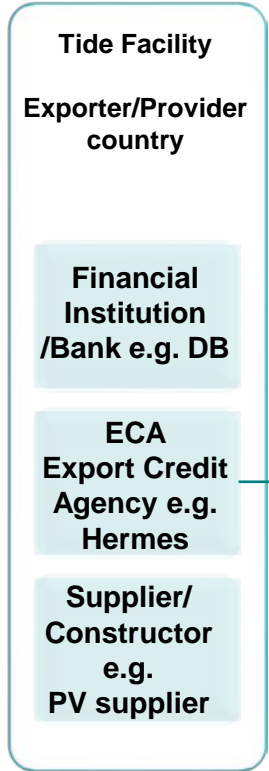 Tide Facility
Exporter/Provider
country
Financial
Institution
/Bank e.g. DB
ECA
Export Credit
Agency e.g.
Hermes
Supplier/
Constructor
e.g.
PV supplier